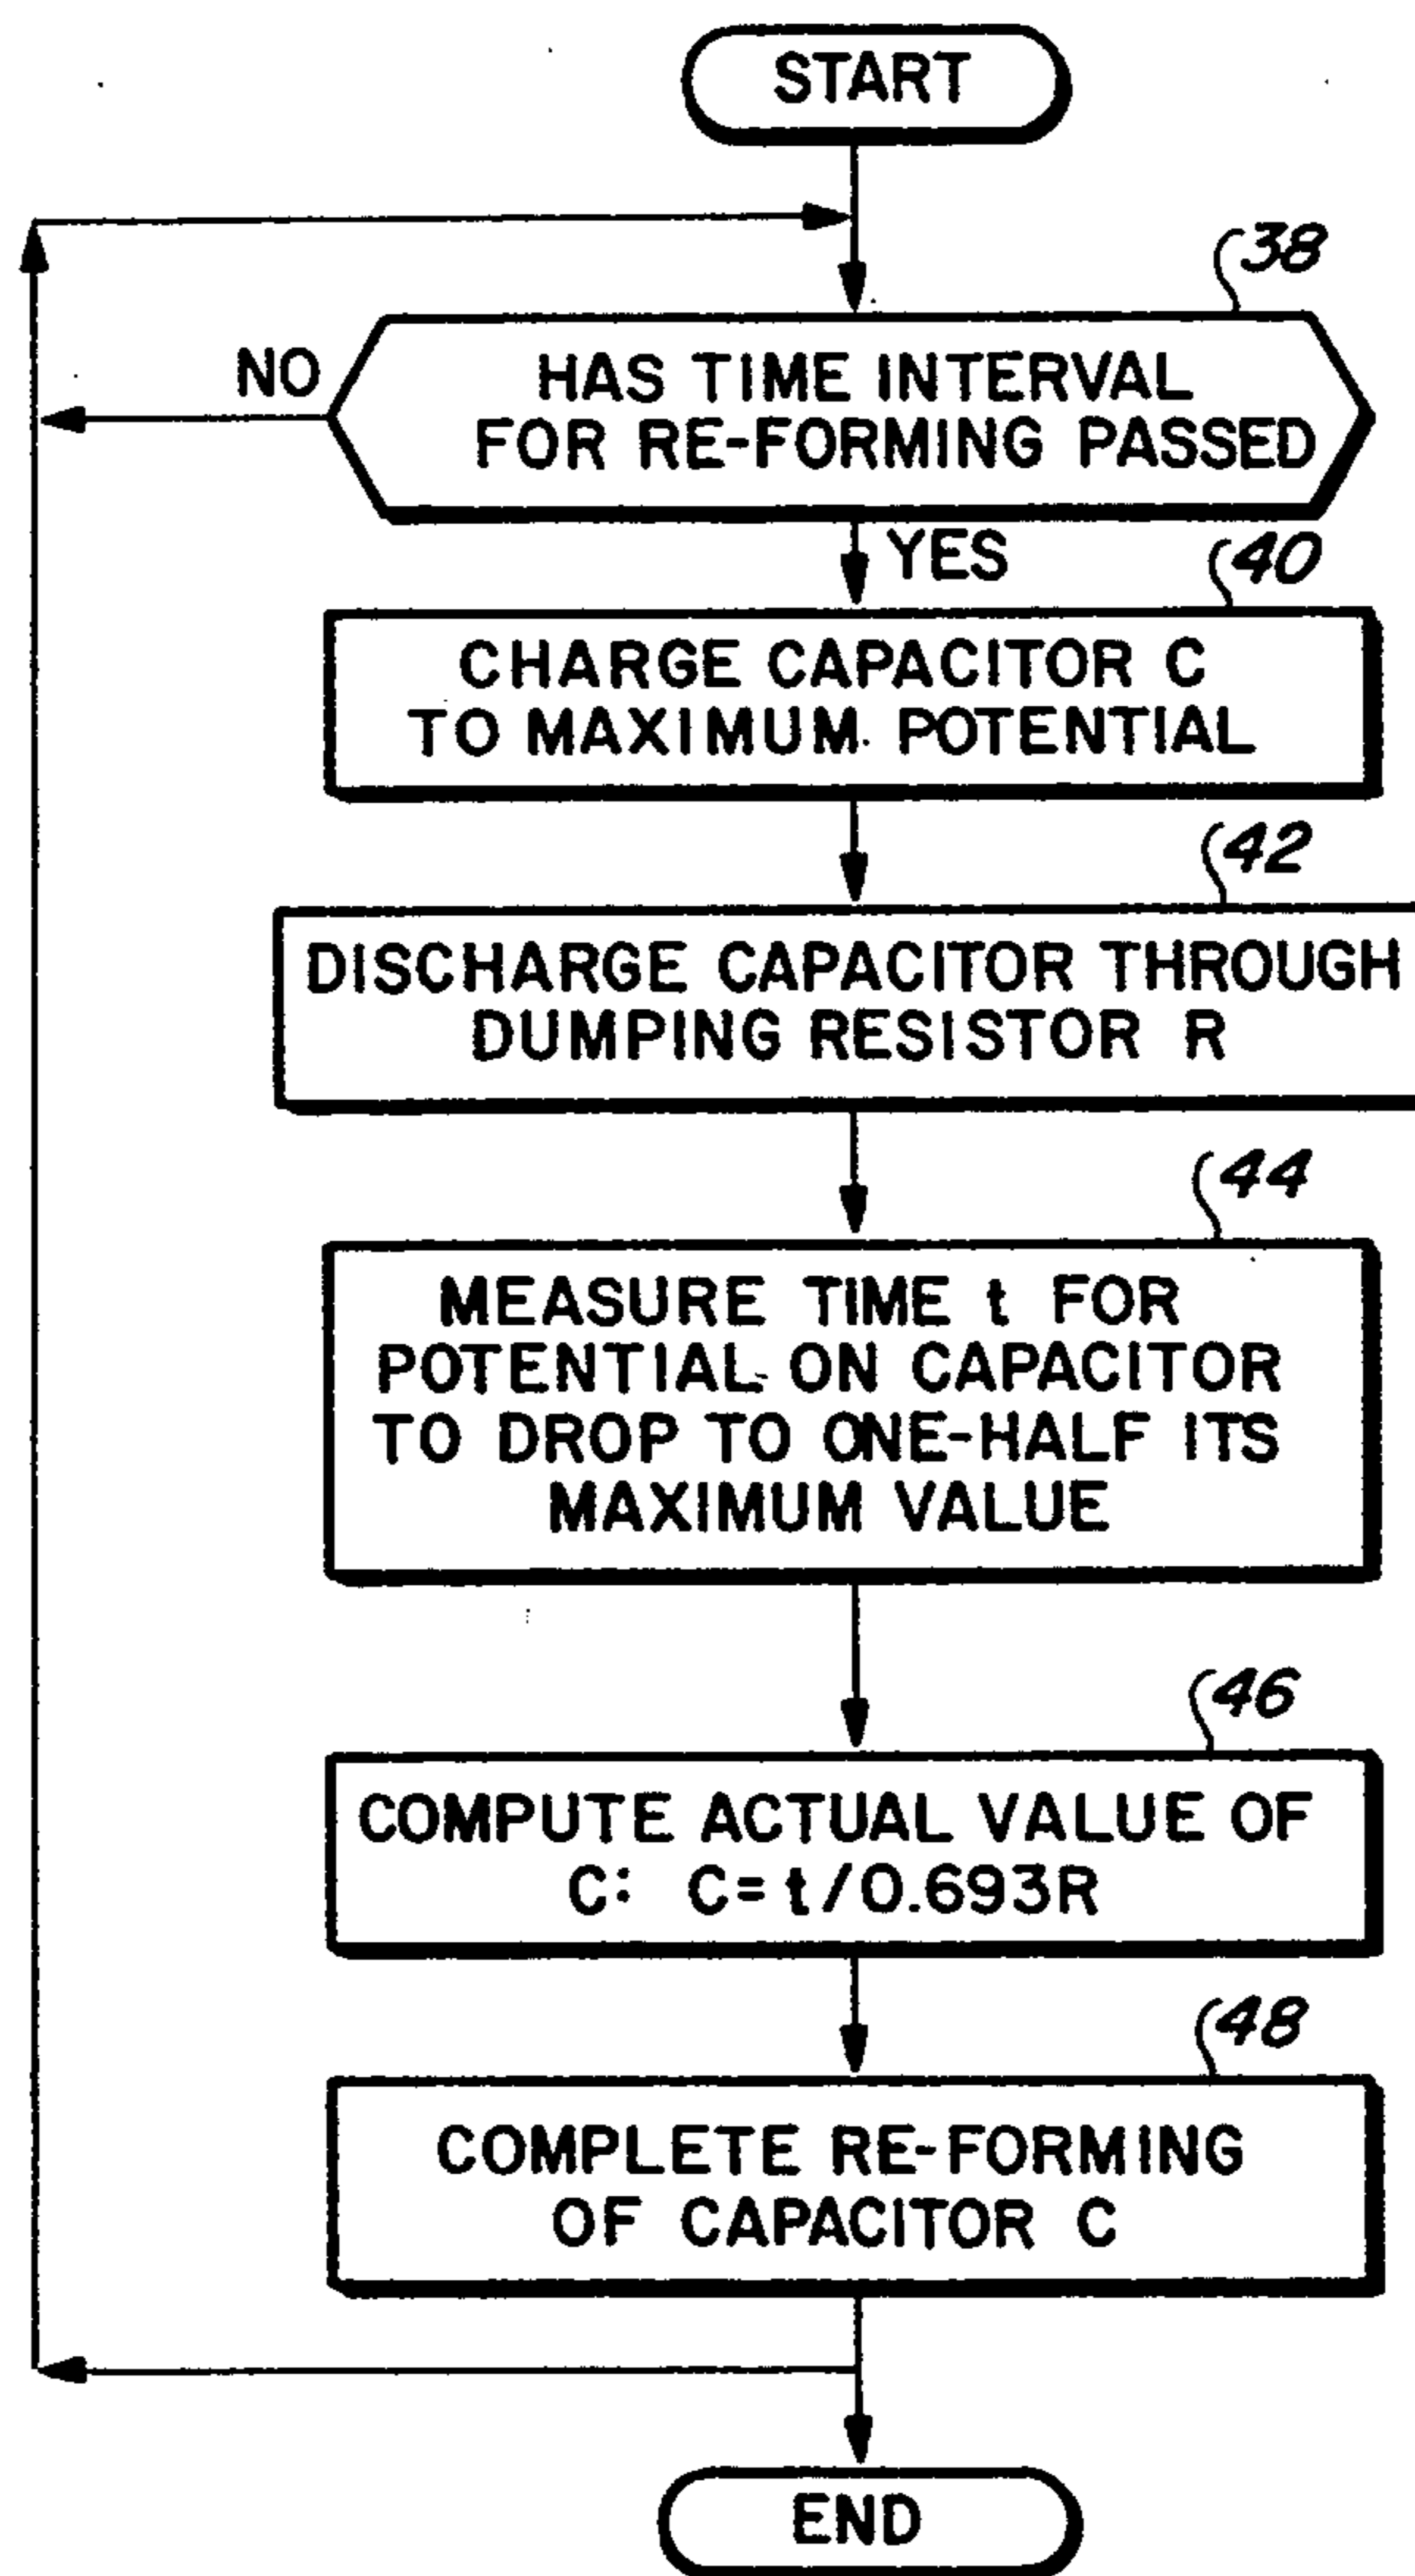 START
38
NO
HAS TIME INTERVAL
FOR RE-FORMING PASSED
YES
40
CHARGE CAPACITOR C
TO MAXIMUM POTENTIAL
42
DISCHARGE CAPACITOR THROUGH
DUMPING RESISTOR R
44
MEASURE TIME t FOR
POTENTIAL ON CAPACITOR
TO DROP TO ONE-HALF ITS
MAXIMUM VALUE
46
COMPUTE ACTUAL VALUE OF
C: C=t/0.693R
48
COMPLETE RE-FORMING
OF CAPACITOR C
END